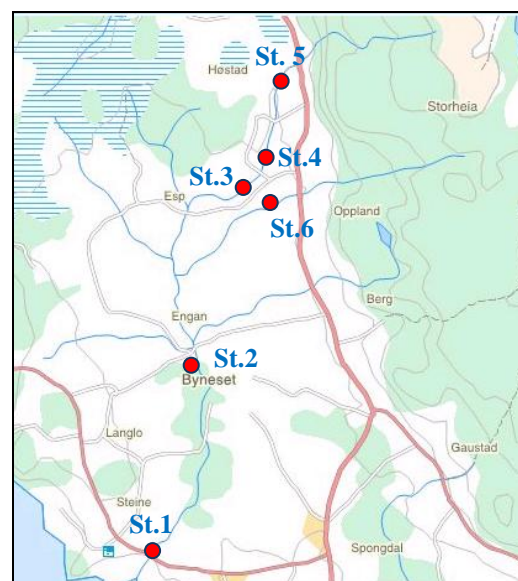 St. 5
Høstad
Storheia
St.4
St.3
Esp
St.6
Oppland
Berg
Engan
St.2
Byneset
Langlo
Gaustad
Steine
St.1
Spongdal